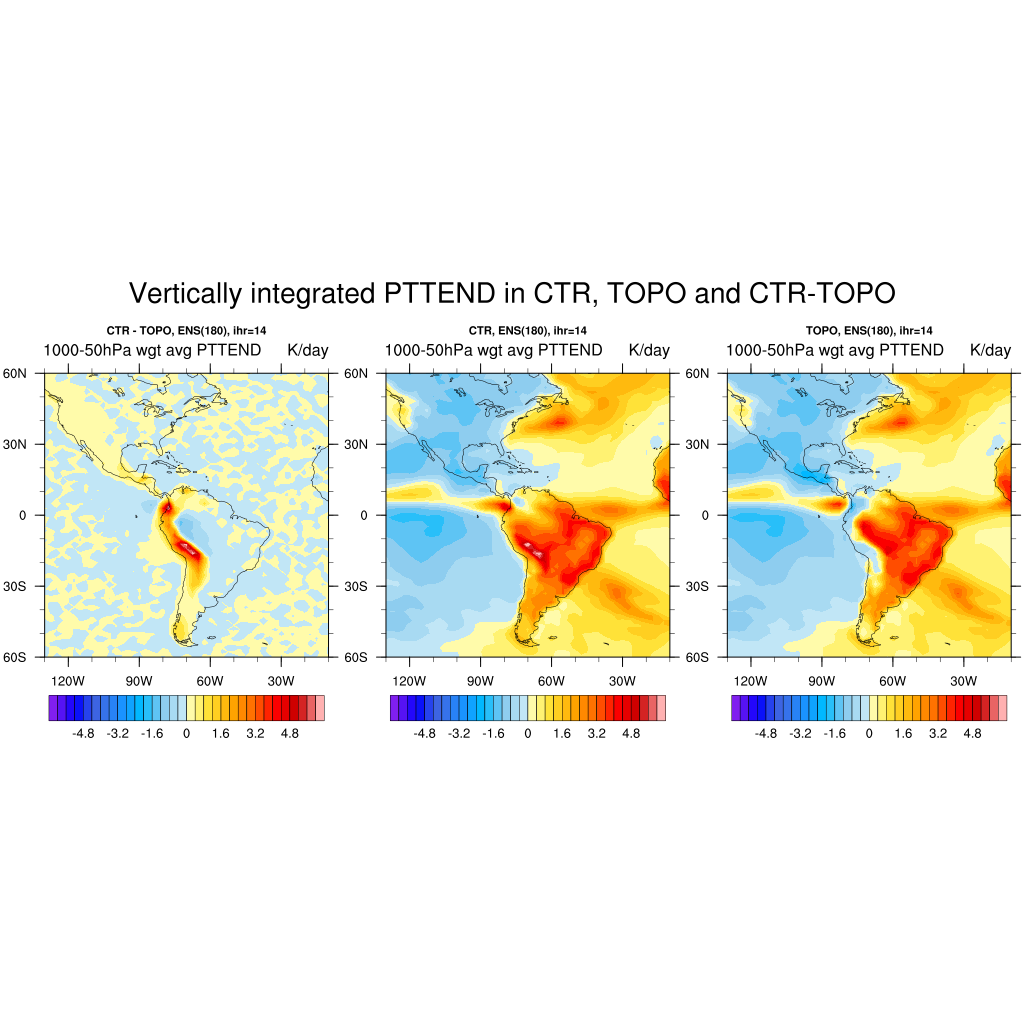 Vertically integrated PTTEND in CTR, TOPO and CTR-TOPO
CTR - TOPO, ENS(180), ihr=14
1000-50hPa wgt avg PTTEND K/day
60N
30N
0
30S
60S
120W 90W 60W 30W
-4.8 -3.2 -1.6 0 1.6 3.2 4.8
CTR, ENS(180), ihr=14
1000-50hPa wgt avg PTTEND K/day
60N
30N
0
30S
60S
120W 90W 60W 30W
-4.8 -3.2 -1.6 0 1.6 3.2 4.8
TOPO, ENS(180), ihr=14
1000-50hPa wgt avg PTTEND K/day
60N
30N
0
30S
60S
120W 90W 60W 30W
-4.8 -3.2 -1.6 0 1.6 3.2 4.8